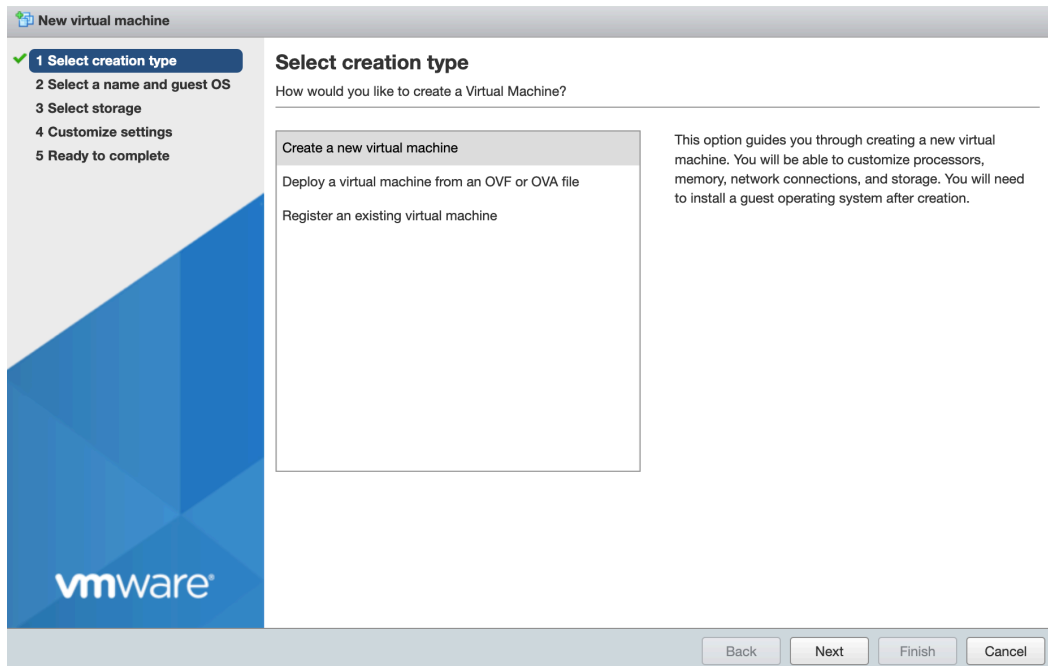 New virtual machine
1 Select creation type
2 Select a name and guest OS
3 Select storage
4 Customize settings
5 Ready to complete
Select creation type
How would you like to create a Virtual Machine?
Create a new virtual machine
Deploy a virtual machine from an OVF or OVA file
Register an existing virtual machine
This option guides you through creating a new virtual
machine. You will be able to customize processors,
memory, network connections, and storage. You will need
to install a guest operating system after creation.
vmware®
Back Next Finish Cancel